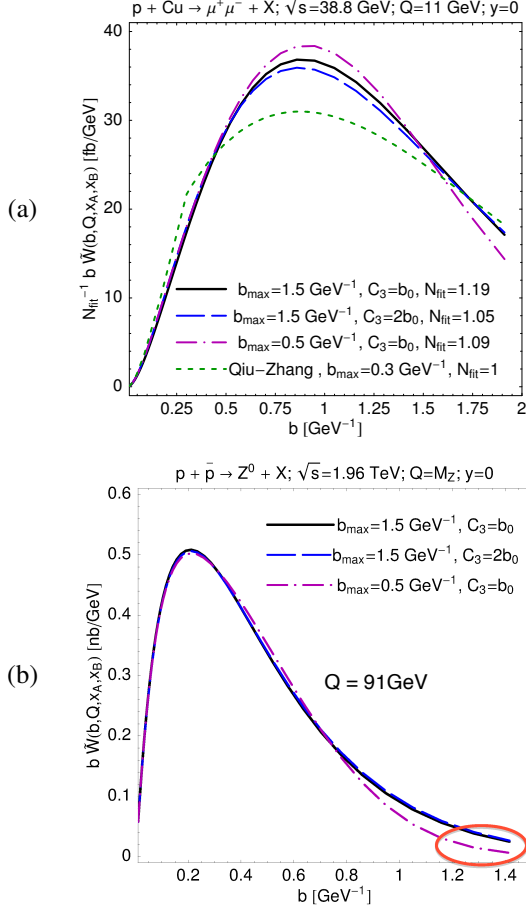 p + Cu → μ⁺μ⁻ + X; √s=38.8 GeV; Q=11 GeV; y=0
40
30
20
10
0
N_fit⁻¹ b W̃(b,Q,x_A,x_B) [fb/GeV]
(a)
b_max=1.5 GeV⁻¹, C₃=b₀, N_fit=1.19
b_max=1.5 GeV⁻¹, C₃=2b₀, N_fit=1.05
b_max=0.5 GeV⁻¹, C₃=b₀, N_fit=1.09
Qiu−Zhang , b_max=0.3 GeV⁻¹, N_fit=1
0.25 0.5 0.75 1 1.25 1.5 1.75 2
b [GeV⁻¹]
p + p̄ → Z⁰ + X; √s=1.96 TeV; Q=M_Z; y=0
0.6
0.5
0.4
0.3
0.2
0.1
0
b W̃(b,Q,x_A,x_B) [nb/GeV]
(b)
b_max=1.5 GeV⁻¹, C₃=b₀
b_max=1.5 GeV⁻¹, C₃=2b₀
b_max=0.5 GeV⁻¹, C₃=b₀
Q = 91GeV
0.2 0.4 0.6 0.8 1 1.2 1.4
b [GeV⁻¹]